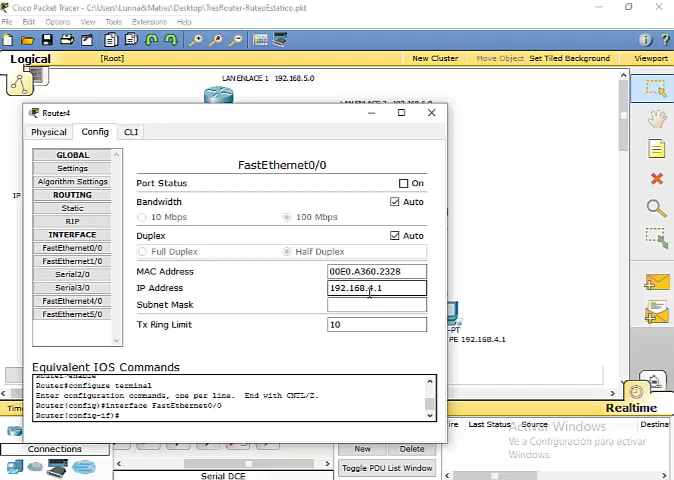 Cisco Packet Tracer - C:\Users\Lurina&Matias\Desktop\TresRouter-RuteoEstatico.pkt
File Edit Options View Tools Extensions Help
Logical [Root] New Cluster Move Object Set Tiled Background Viewport
LAN ENLACE 1 192.168.5.0
Router4
Physical Config CLI
GLOBAL
Settings
Algorithm Settings
ROUTING
Static
RIP
INTERFACE
FastEthernet0/0
FastEthernet1/0
Serial2/0
Serial3/0
FastEthernet4/0
FastEthernet5/0
FastEthernet0/0
Port Status On
Bandwidth Auto
10 Mbps 100 Mbps
Duplex Auto
Full Duplex Half Duplex
MAC Address 00E0.A360.2328
IP Address 192.168.4.1
Subnet Mask
Tx Ring Limit 10
Equivalent IOS Commands
Router#configure terminal
Enter configuration commands, one per line. End with CNTL/Z.
Router(config)#interface FastEthernet0/0
Router(config-if)#
IP
-PT
PE 192.168.4.1
Realtime
Time
Connections
Serial DCE
New Delete
Toggle PDU List Window
ire Last Status Source Destina
Activar Windows
Ve a Configuración para activar
Windows.